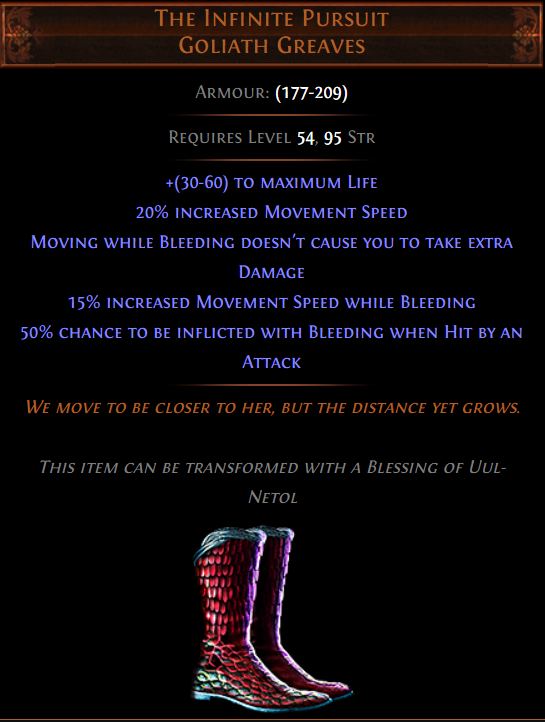 The Infinite Pursuit
Goliath Greaves
Armour: (177-209)
Requires Level 54, 95 Str
+(30-60) to maximum Life
20% increased Movement Speed
Moving while Bleeding doesn't cause you to take extra
Damage
15% increased Movement Speed while Bleeding
50% chance to be inflicted with Bleeding when Hit by an
Attack
We move to be closer to her, but the distance yet grows.
This item can be transformed with a Blessing of Uul-
Netol